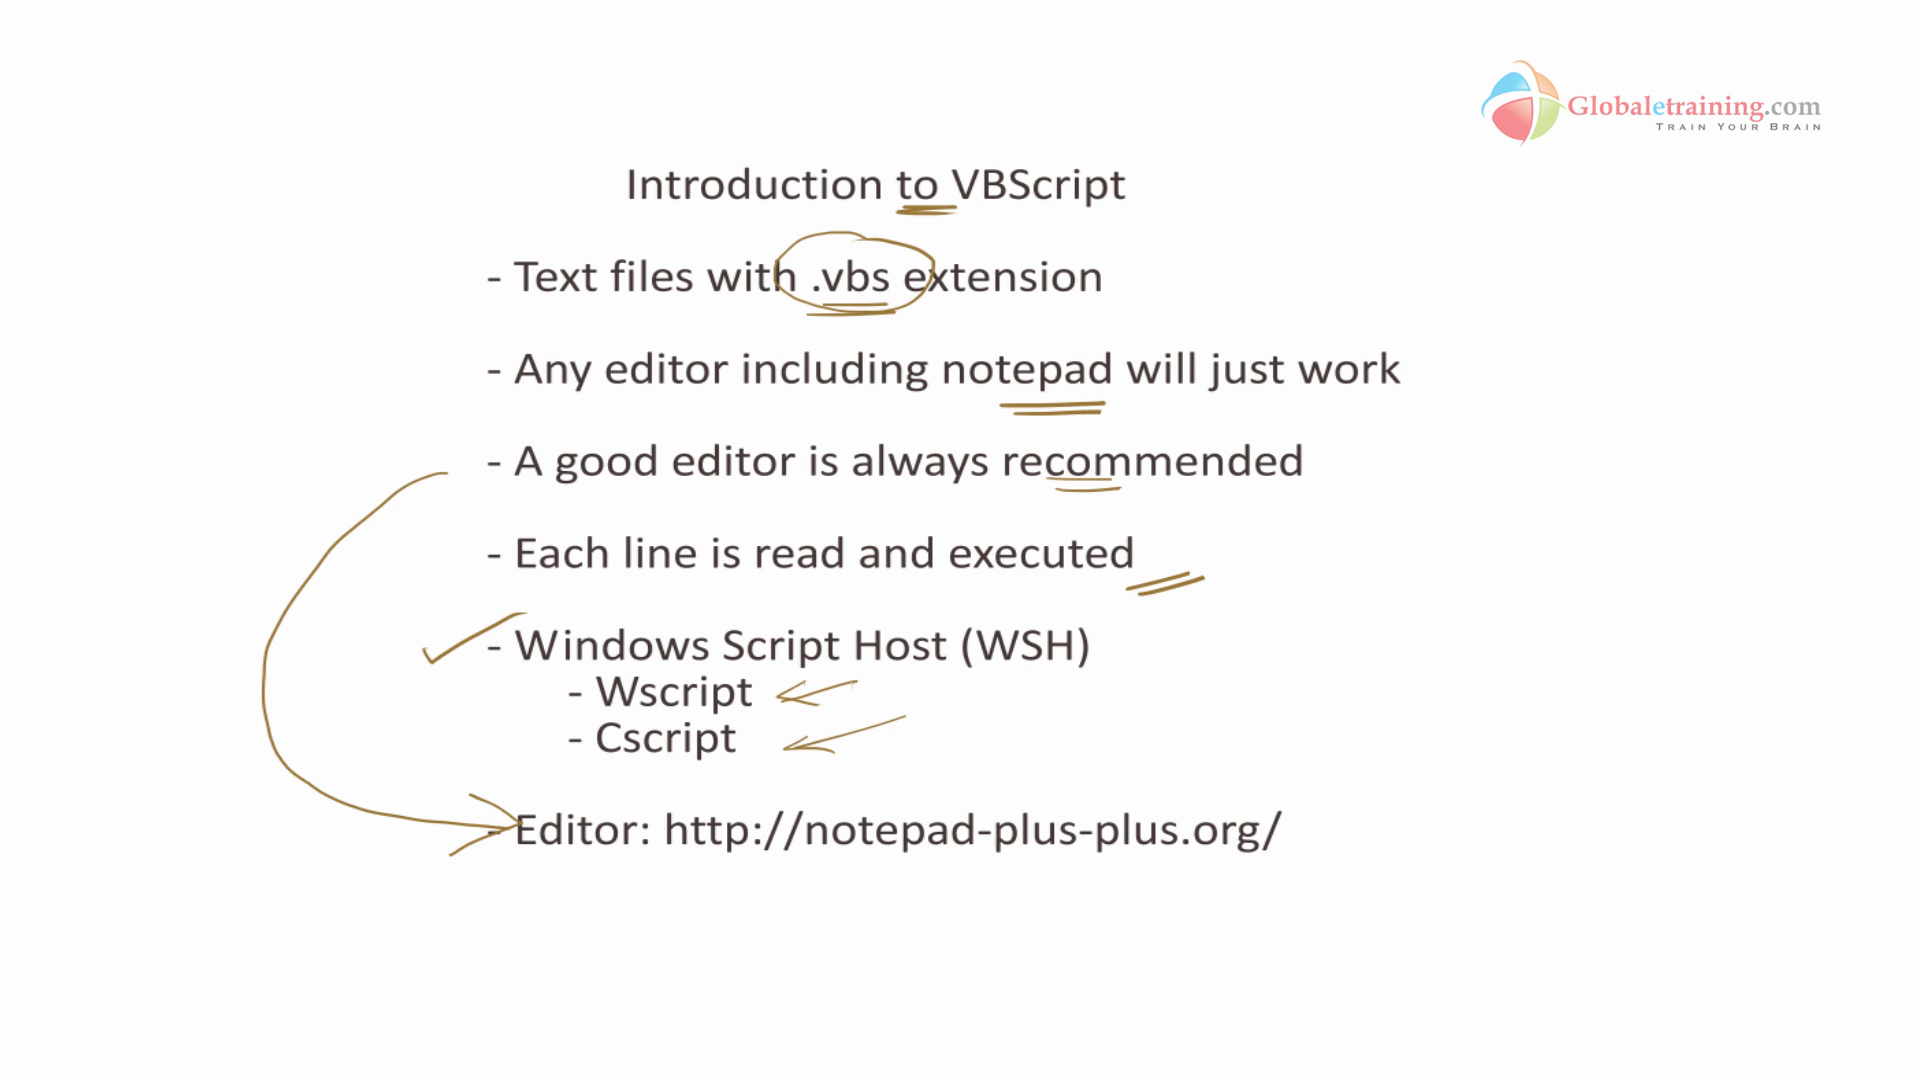 Globaletraining.com
TRAIN YOUR BRAIN
Introduction to VBScript
- Text files with .vbs extension
- Any editor including notepad will just work
- A good editor is always recommended
- Each line is read and executed
- Windows Script Host (WSH)
- Wscript
- Cscript
- Editor: http://notepad-plus-plus.org/